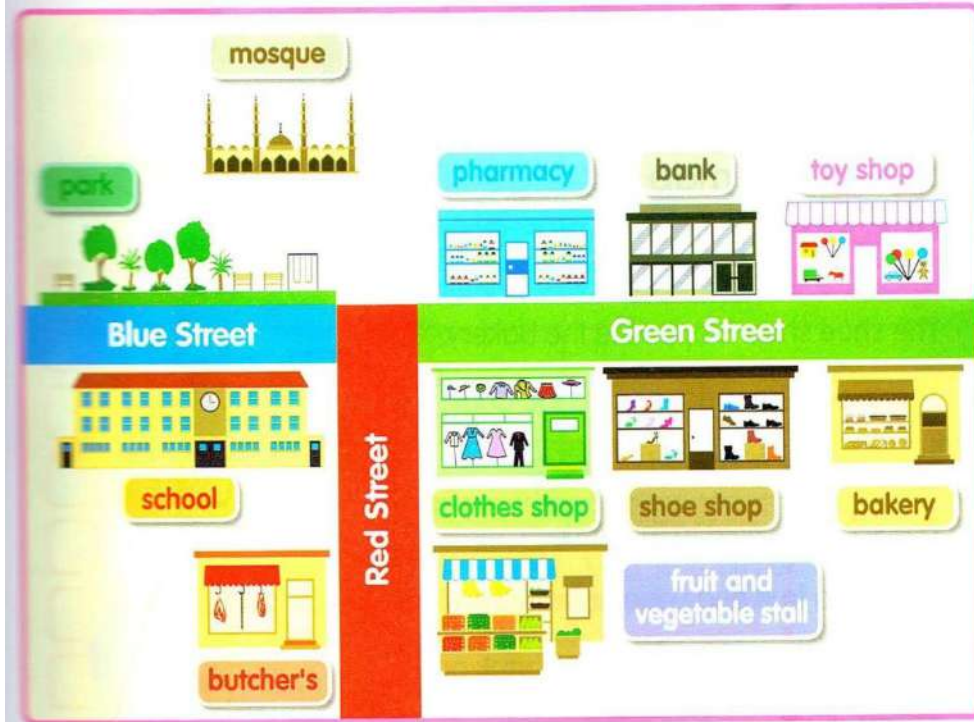 mosque
park
pharmacy
bank
toy shop
Blue Street
Green Street
Red Street
school
clothes shop
shoe shop
bakery
butcher's
fruit and
vegetable stall